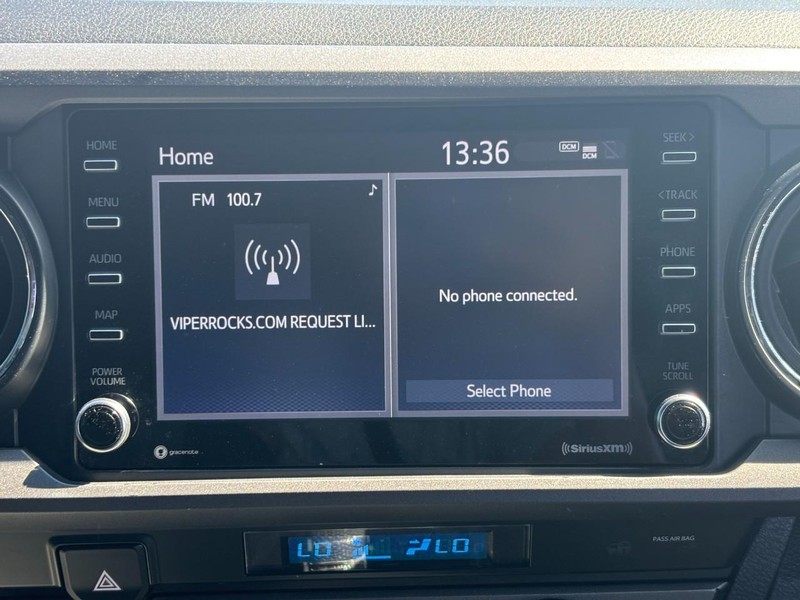 HOME
MENU
AUDIO
MAP
POWER
VOLUME
Home
13:36
DCM
DCM
FM 100.7
VIPERROCKS.COM REQUEST LI...
No phone connected.
Select Phone
SEEK >
< TRACK
PHONE
APPS
TUNE
SCROLL
gracenote
SiriusXM
LO
LO
PASS AIR BAG